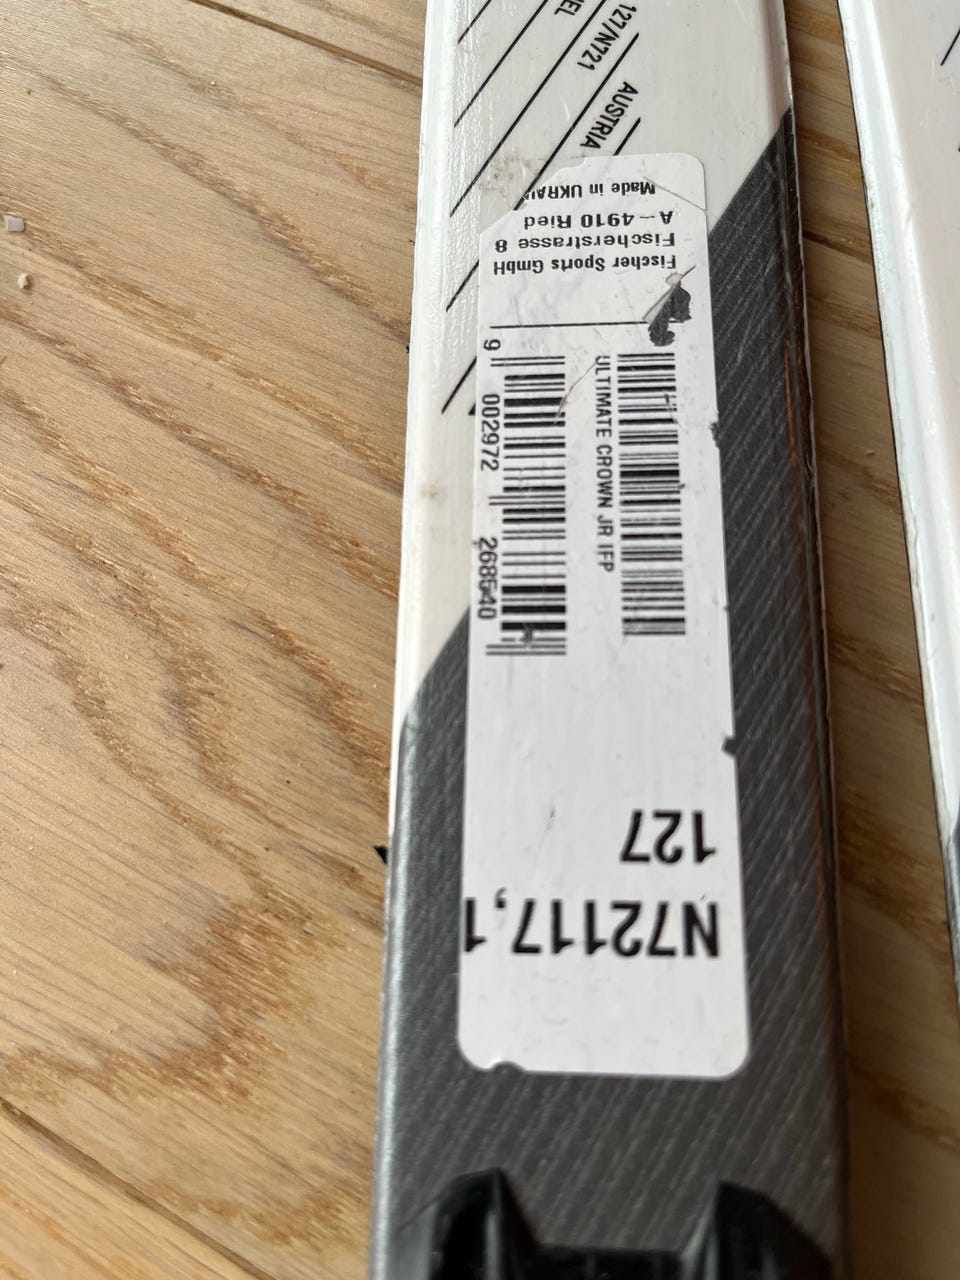 N72117,1
127
ULTIMATE CROWN JR IFP
9 002972 268540
Fischer Sports GmbH
Fischerstrasse 8
A-4910 Ried
Made in
127/N721
AUSTRIA